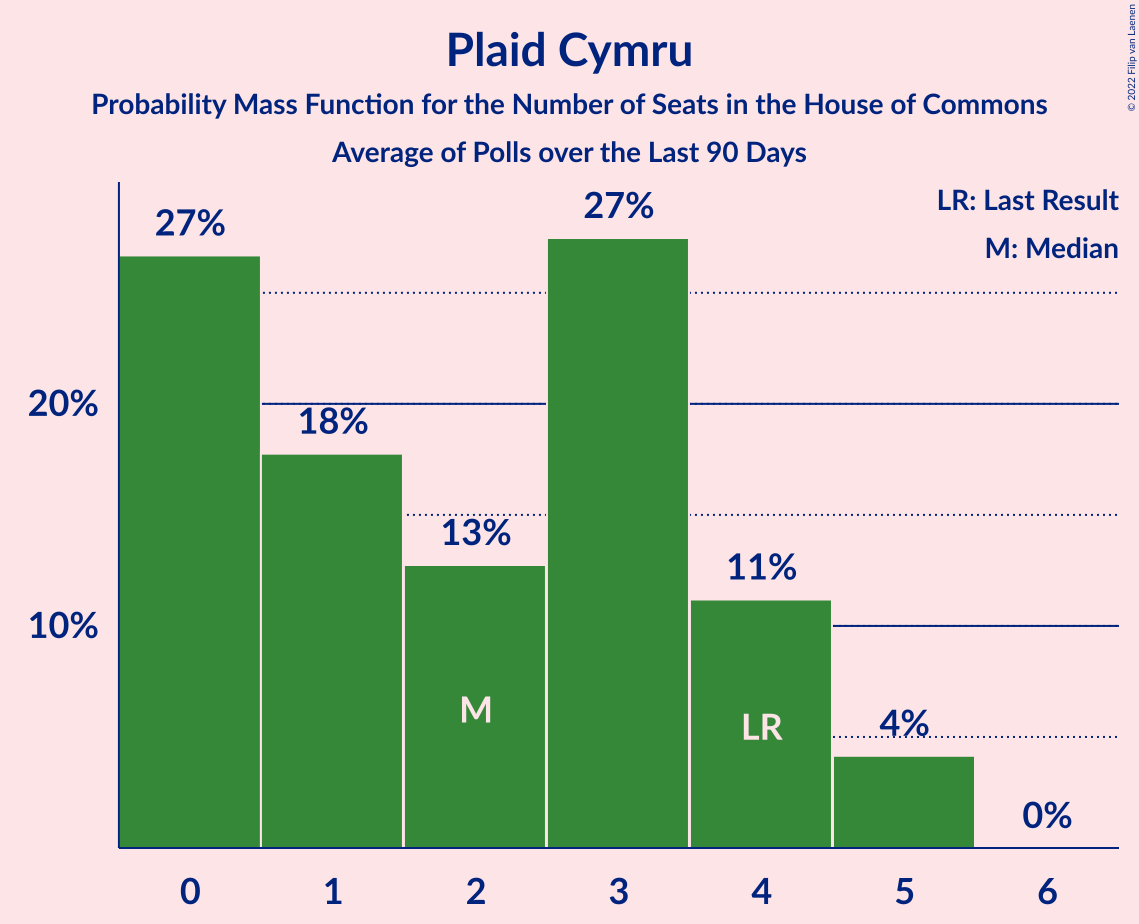 Plaid Cymru
Probability Mass Function for the Number of Seats in the House of Commons
Average of Polls over the Last 90 Days
© 2022 Filip van Laenen
LR: Last Result
M: Median
27%
18%
13%
27%
11%
4%
0%
20%
10%
M
LR
0
1
2
3
4
5
6